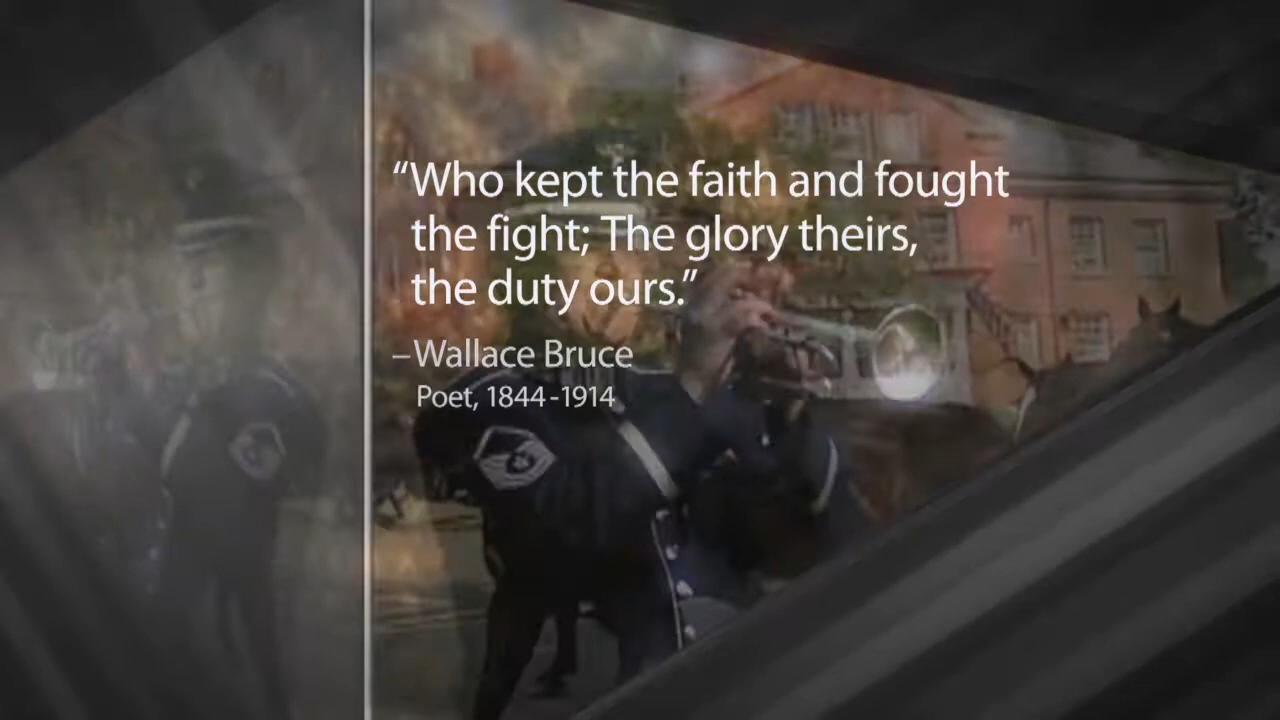 “Who kept the faith and fought
the fight; The glory theirs,
the duty ours.”
–Wallace Bruce
Poet, 1844-1914